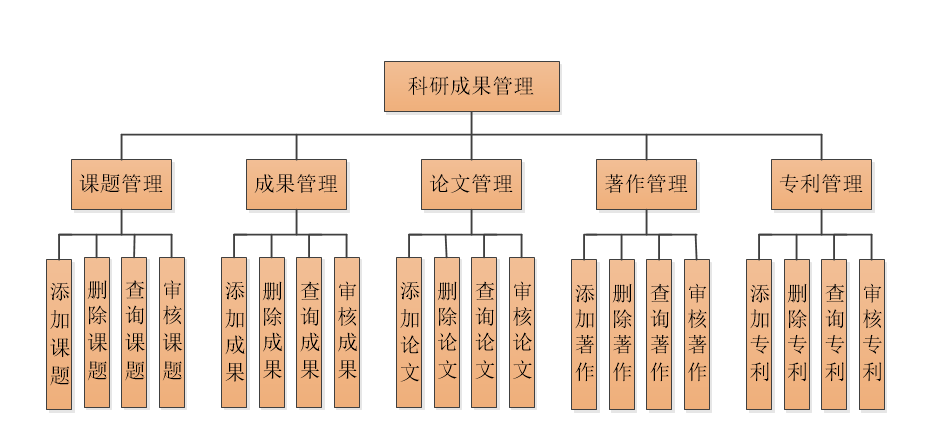 科研成果管理
课题管理
成果管理
论文管理
著作管理
专利管理
添加课题
删除课题
查询课题
审核课题
添加成果
删除成果
查询成果
审核成果
添加论文
删除论文
查询论文
审核论文
添加著作
删除著作
查询著作
审核著作
添加专利
删除专利
查询专利
审核专利